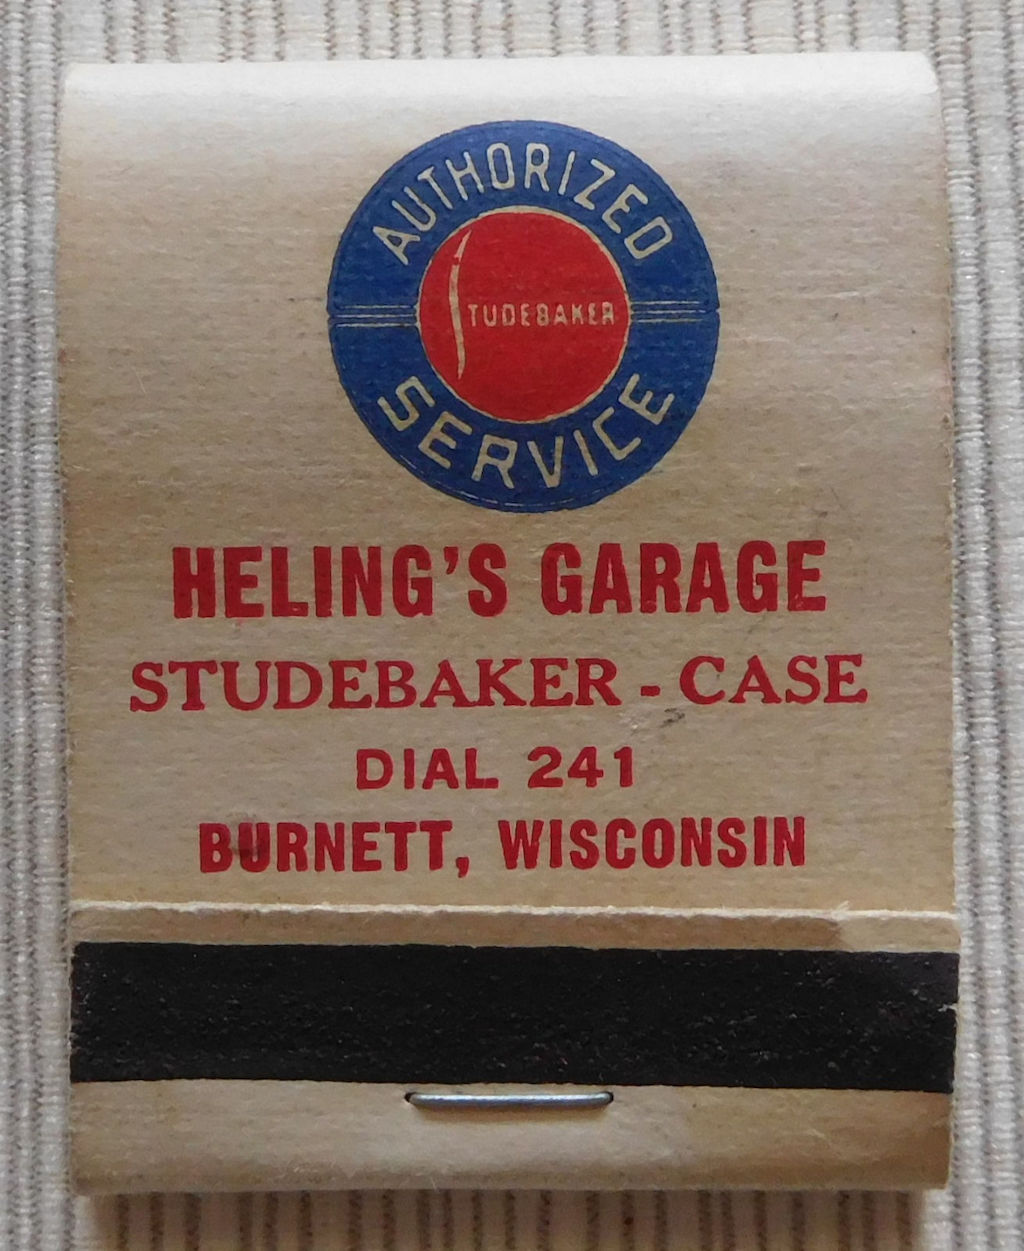 AUTHORIZED
STUDEBAKER
SERVICE
HELING'S GARAGE
STUDEBAKER - CASE
DIAL 241
BURNETT, WISCONSIN